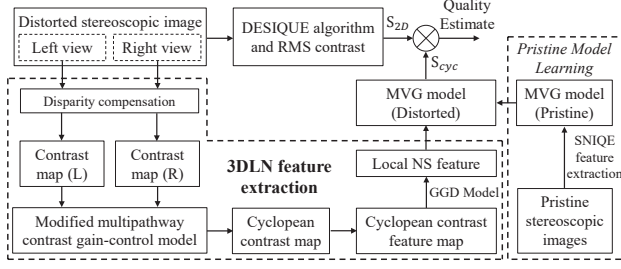 Distorted stereoscopic image
Left view
Right view
DESIQUE algorithm
and RMS contrast
S2D
Quality
Estimate
Scyc
Pristine Model
Learning
Disparity compensation
MVG model
(Distorted)
MVG model
(Pristine)
Contrast
map (L)
Contrast
map (R)
3DLN feature
extraction
Local NS feature
SNIQE
feature
extraction
GGD Model
Modified multipathway
contrast gain-control model
Cyclopean
contrast map
Cyclopean contrast
feature map
Pristine
stereoscopic
images